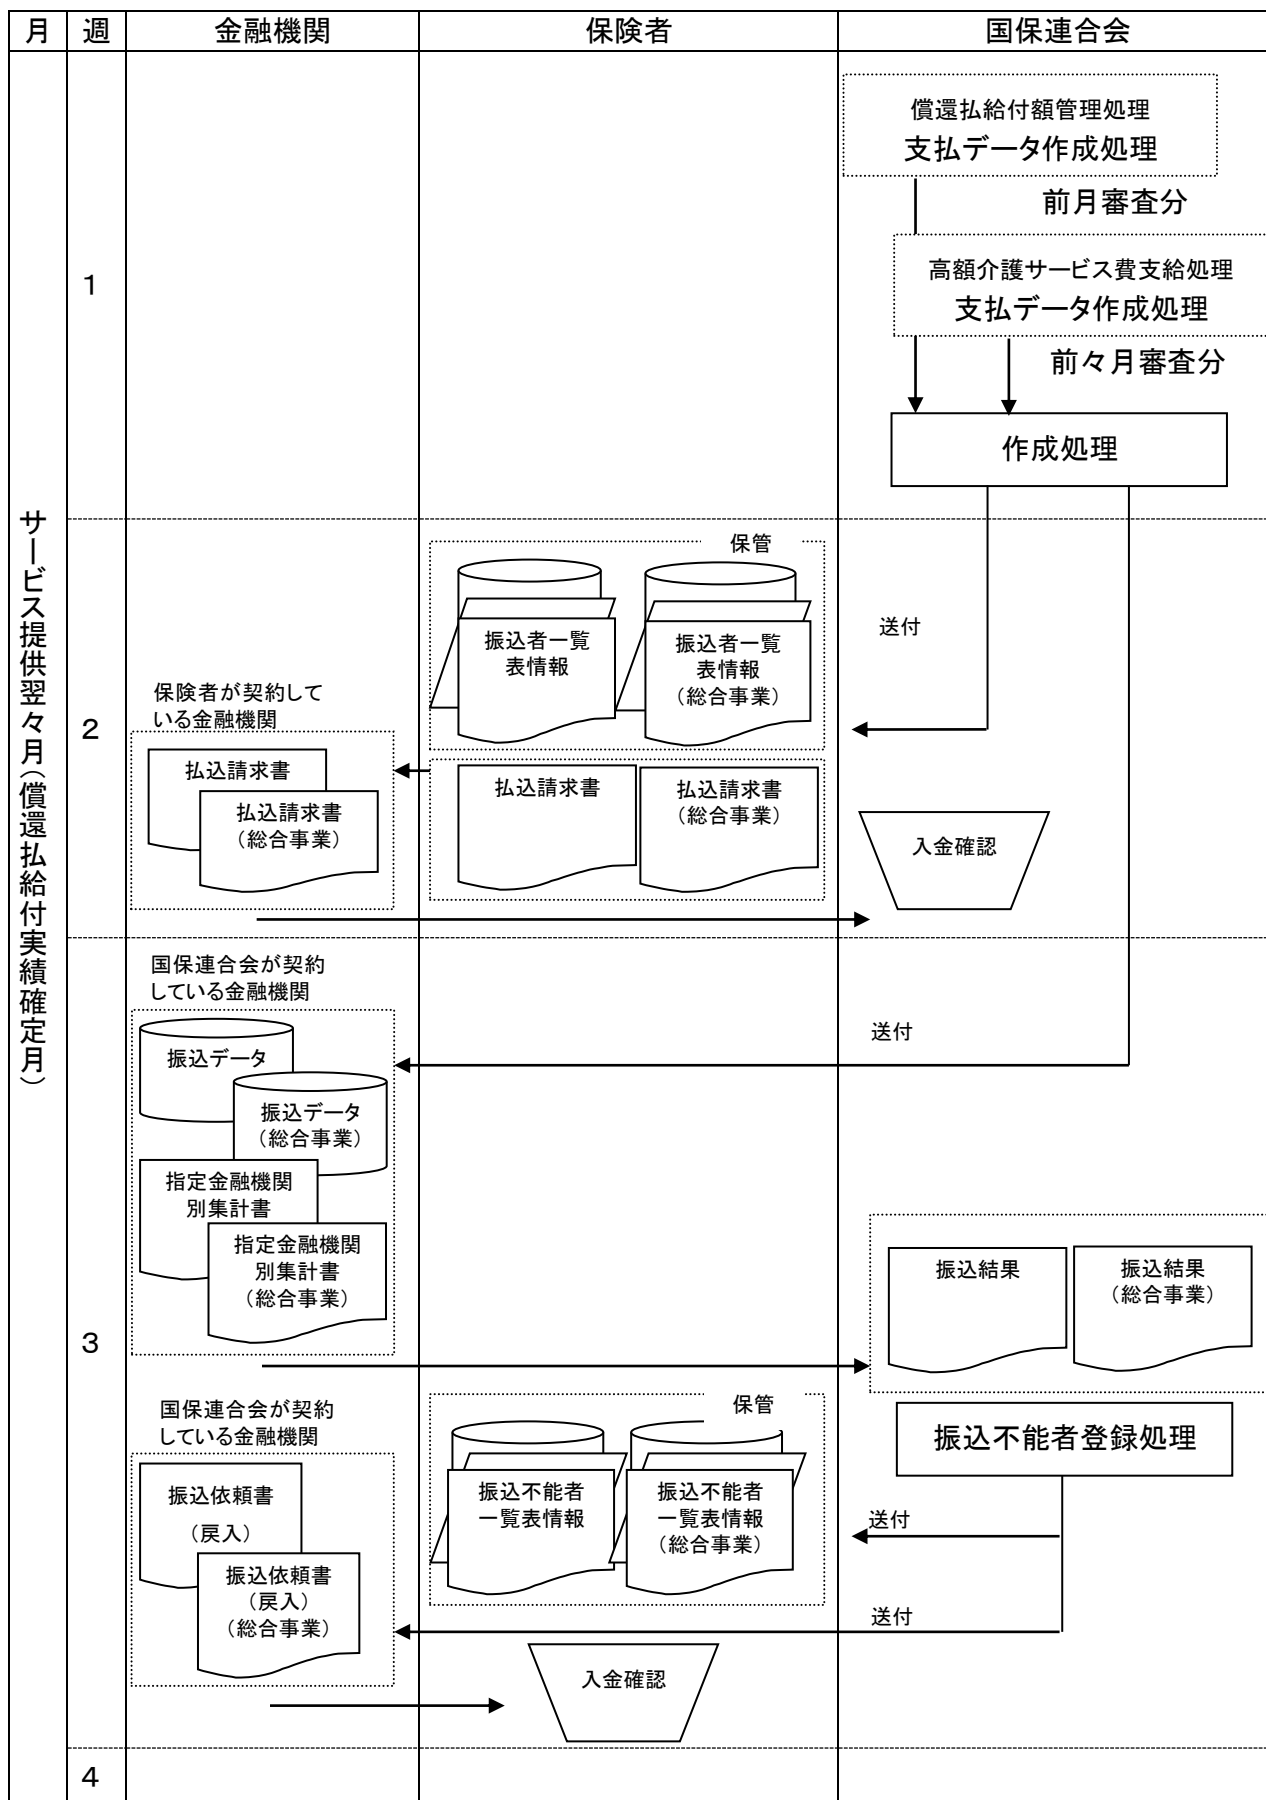 月
週
金融機関
保険者
国保連合会
サービス提供翌々月（償還払給付実績確定月）
1
償還払給付額管理処理
支払データ作成処理
前月審査分
高額介護サービス費支給処理
支払データ作成処理
前々月審査分
作成処理
2
保管
振込者一覧
表情報
振込者一覧
表情報
（総合事業）
送付
保険者が契約して
いる金融機関
払込請求書
払込請求書
（総合事業）
払込請求書
払込請求書
（総合事業）
入金確認
3
国保連合会が契約
している金融機関
送付
振込データ
振込データ
（総合事業）
指定金融機関
別集計書
指定金融機関
別集計書
（総合事業）
振込結果
振込結果
（総合事業）
国保連合会が契約
している金融機関
保管
振込不能者登録処理
振込依頼書
（戻入）
振込依頼書
（戻入）
（総合事業）
振込不能者
一覧表情報
振込不能者
一覧表情報
（総合事業）
送付
送付
入金確認
4